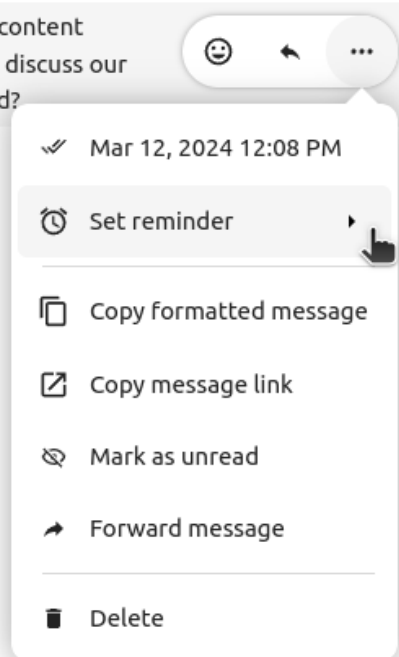 content
discuss our
d?
Mar 12, 2024 12:08 PM
Set reminder
Copy formatted message
Copy message link
Mark as unread
Forward message
Delete